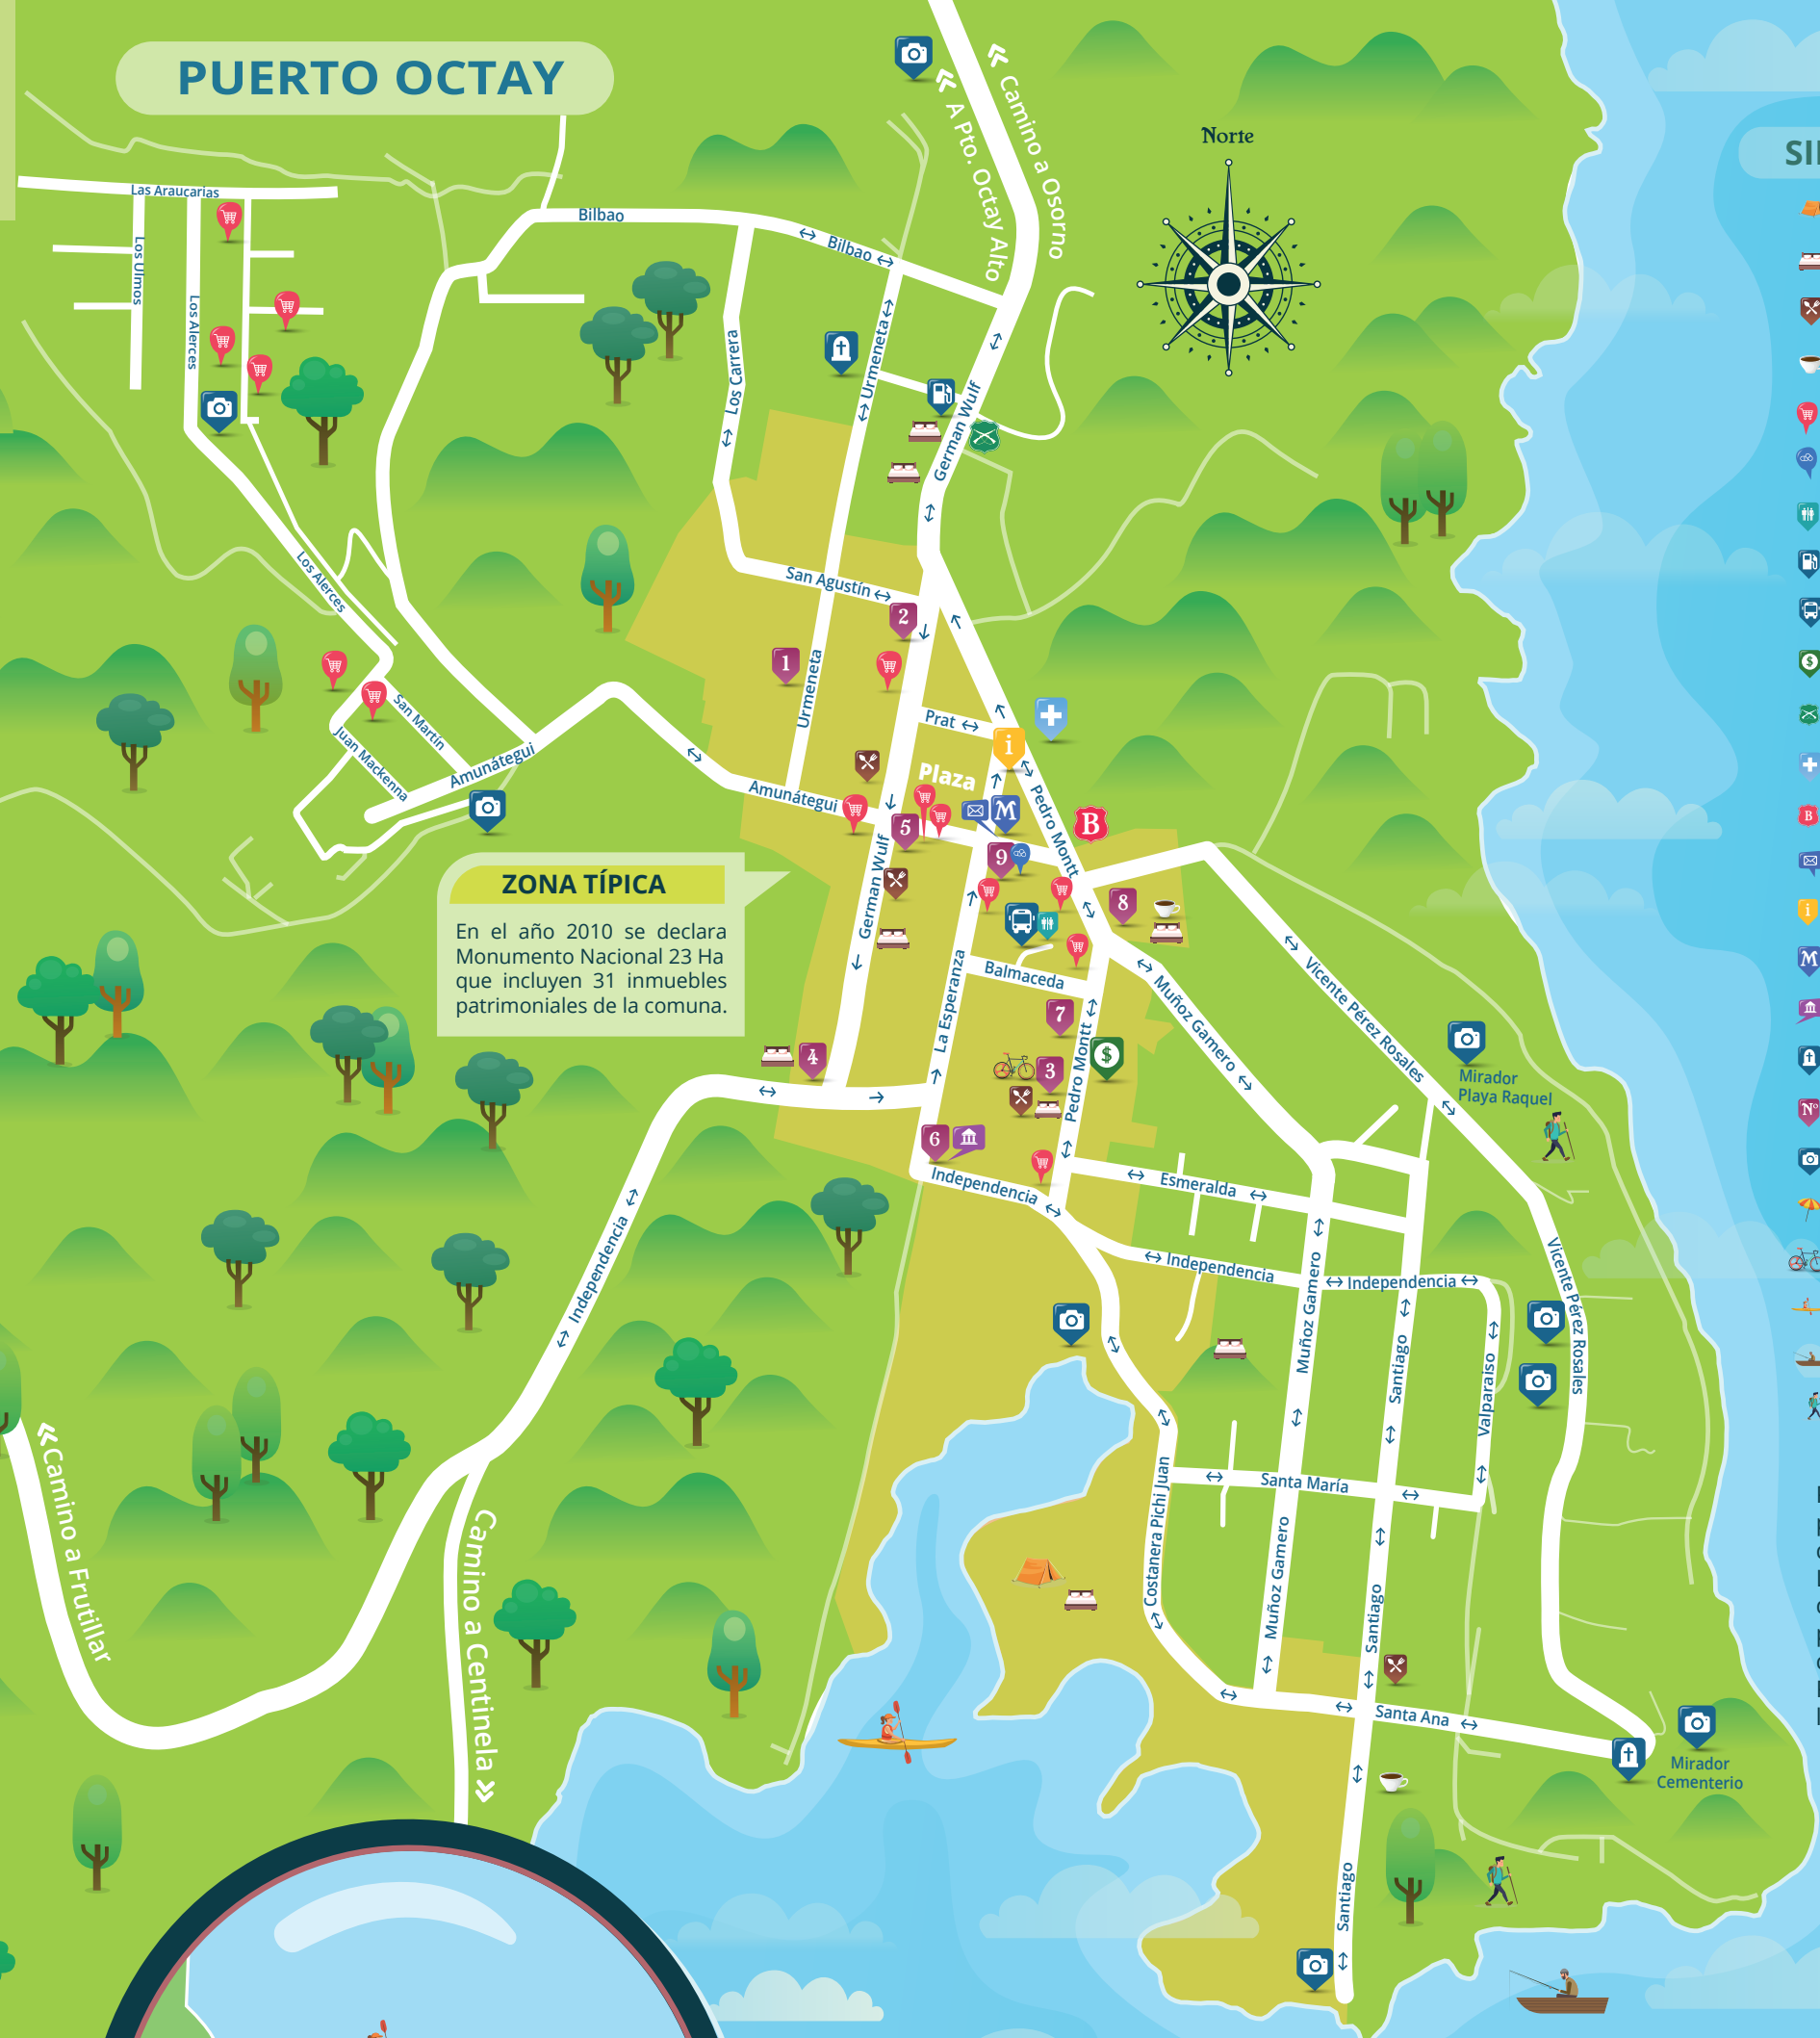 PUERTO OCTAY
Camino a Osorno
A Pto. Octay Alto
Norte
SI
Las Araucarias
Los Ulmos
Los Alerces
Bilbao
Bilbao
Los Carrera
Urmeneta
German Wulf
Los Alerces
San Agustín
2
1
Urmeneta
San Martín
Juan Mackenna
Amunátegui
Prat
i
Plaza
Amunátegui
M
Pedro Montt
B
5
9
German Wulf
8
ZONA TÍPICA
En el año 2010 se declara
Monumento Nacional 23 Ha
que incluyen 31 inmuebles
patrimoniales de la comuna.
La Esperanza
Balmaceda
Muñoz Gamero
Vicente Pérez Rosales
7
4
3
$
Pedro Montt
Mirador
Playa Raquel
6
Independencia
Esmeralda
Independencia
Independencia
Independencia
Muñoz Gamero
Santiago
Valparaiso
Vicente Pérez Rosales
Camino a Frutillar
Camino a Centinela
Costanera Pichi Juan
Santa María
Muñoz Gamero
Santiago
Santa Ana
Mirador
Cementerio
Santiago
$
B
i
M
Nº